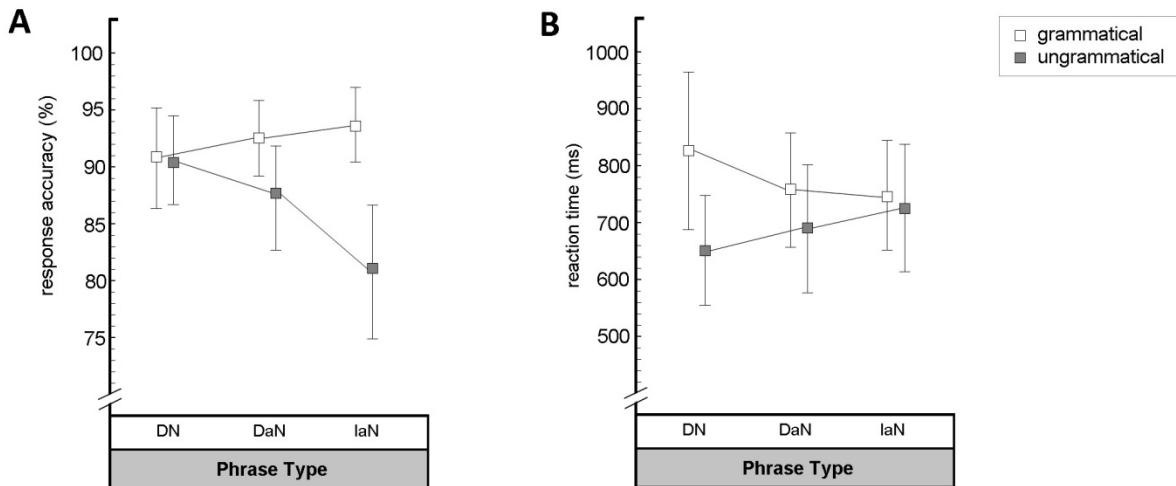 A
response accuracy (%)
100
95
90
85
80
75
DN DaN IaN
Phrase Type
B
reaction time (ms)
1000
900
800
700
600
500
DN DaN IaN
Phrase Type
grammatical
ungrammatical